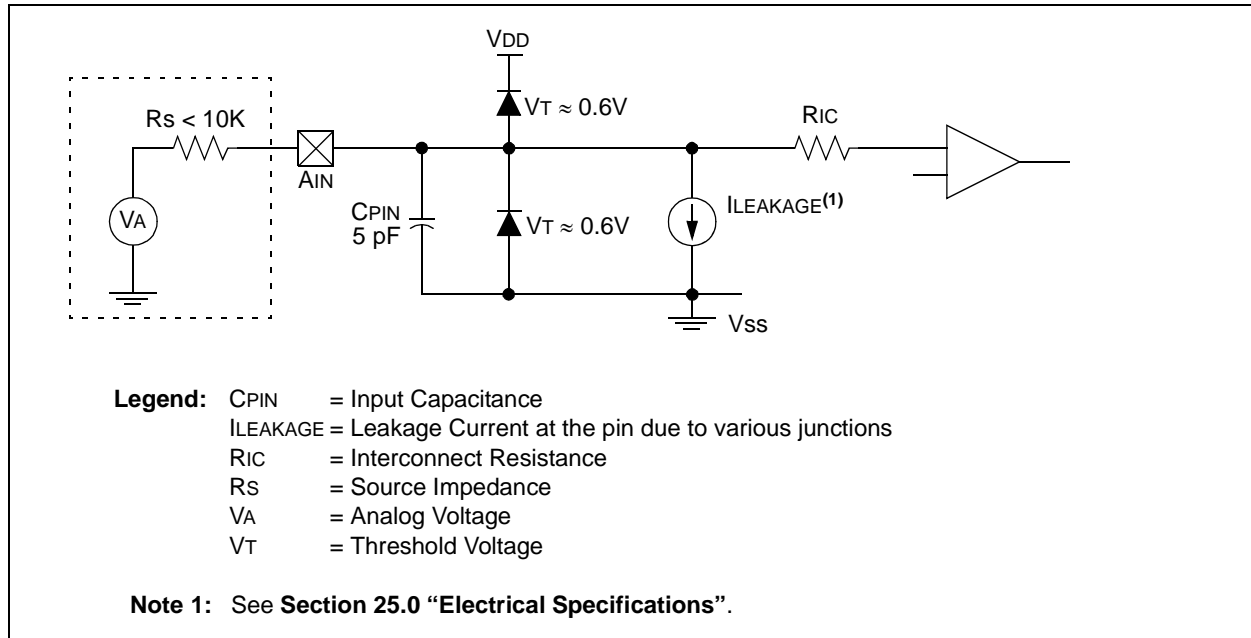 VDD
VT ≈ 0.6V
Rs < 10K
RIC
AIN
ILEAKAGE(1)
VA
CPIN
5 pF
VT ≈ 0.6V
Vss
Legend: CPIN = Input Capacitance
ILEAKAGE = Leakage Current at the pin due to various junctions
RIC = Interconnect Resistance
RS = Source Impedance
VA = Analog Voltage
VT = Threshold Voltage
Note 1: See Section 25.0 “Electrical Specifications”.